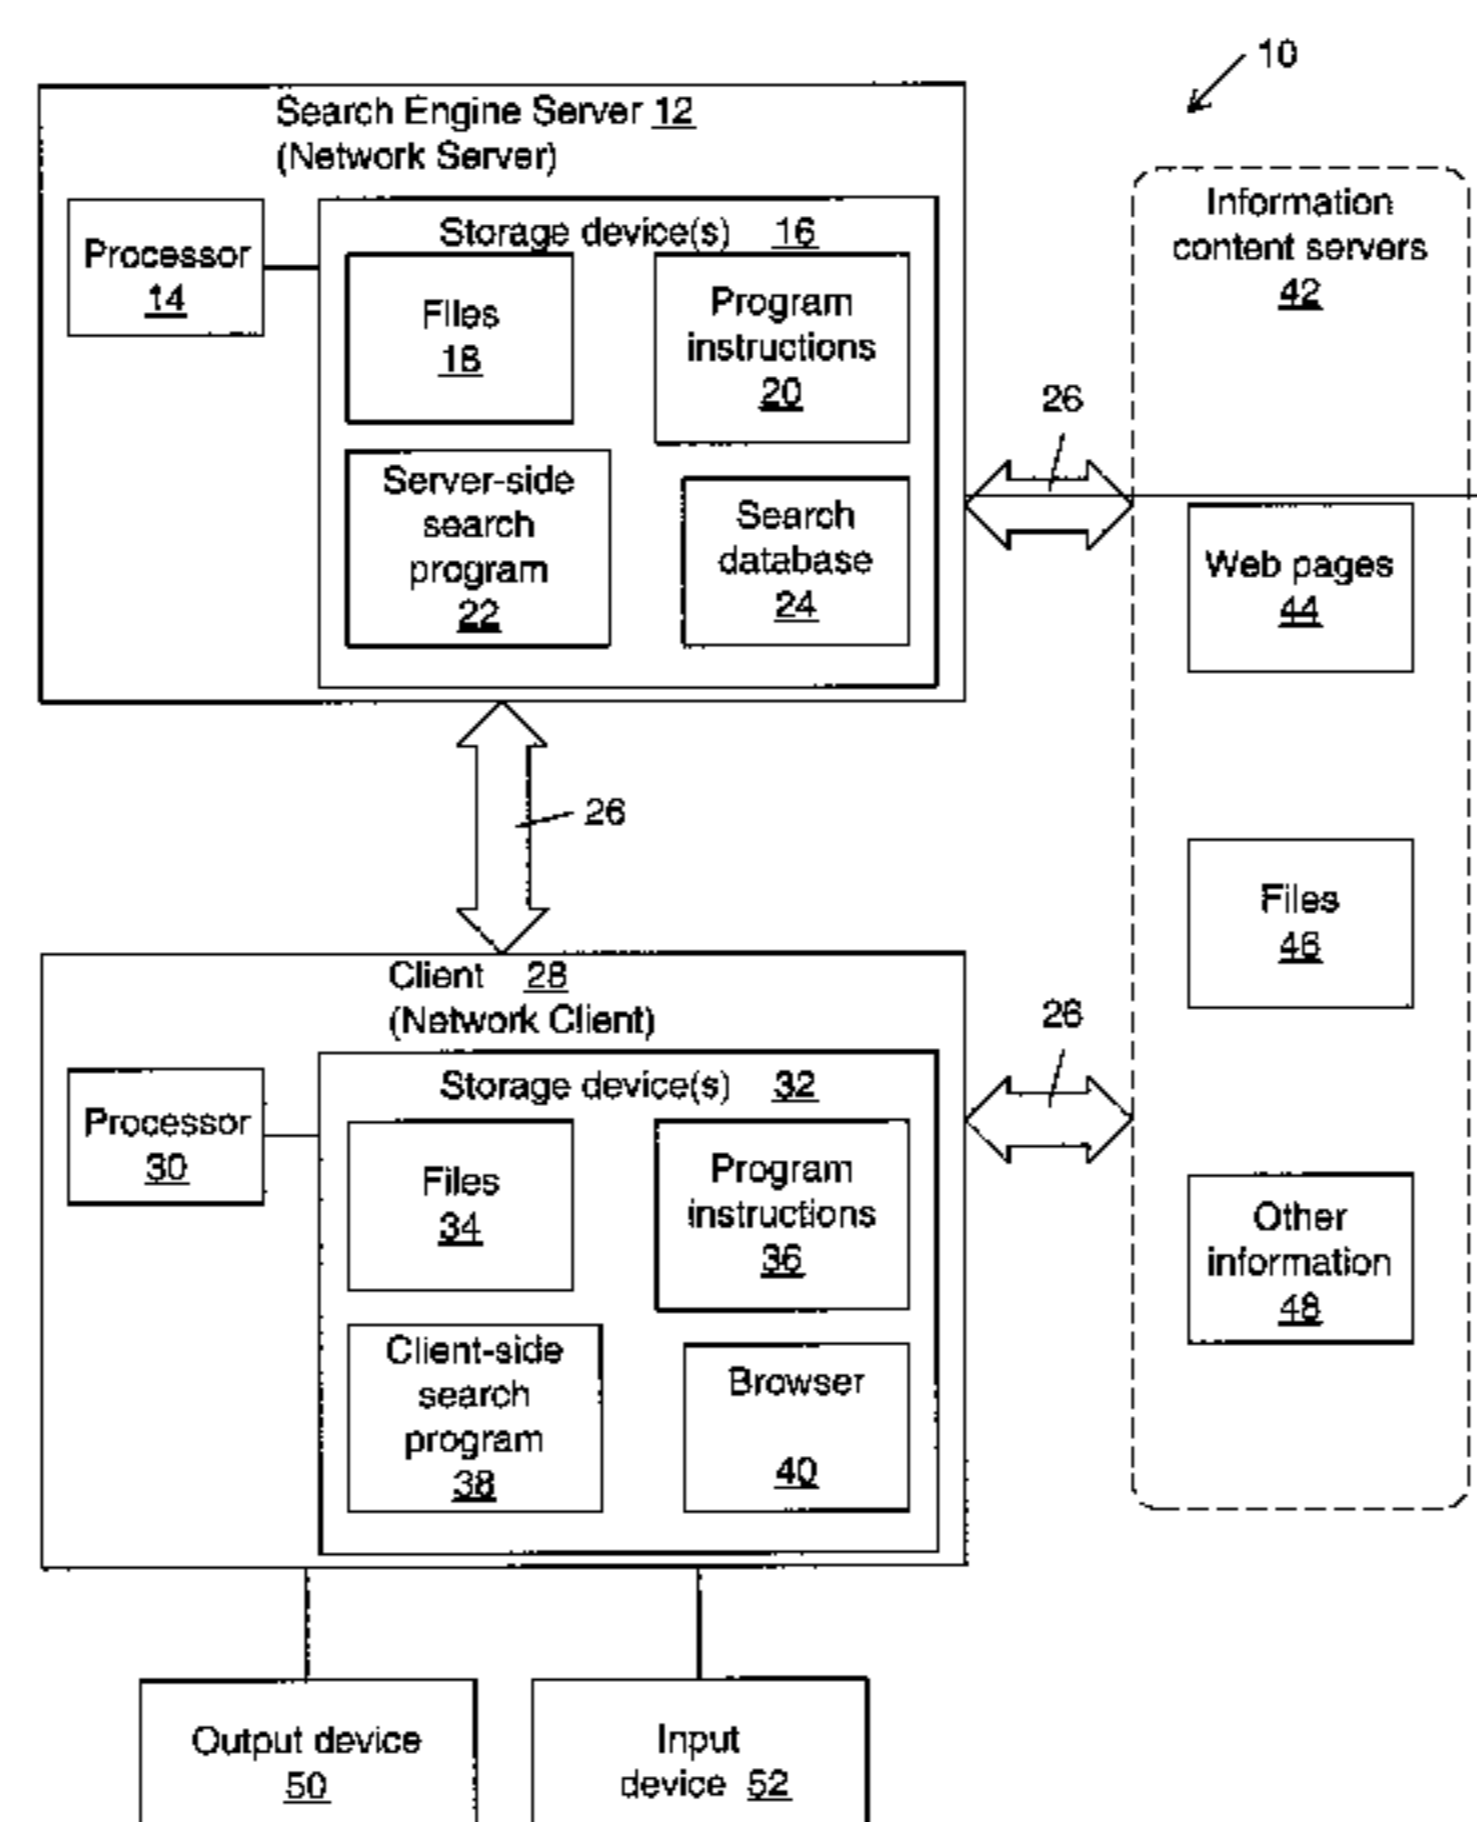 10
Search Engine Server 12
(Network Server)
Processor
14
Storage device(s) 16
Files
18
Program
instructions
20
Server-side
search
program
22
Search
database
24
26
Information
content servers
42
Web pages
44
Files
46
Other
information
48
26
Client 28
(Network Client)
Processor
30
Storage device(s) 32
Files
34
Program
instructions
36
Client-side
search
program
38
Browser
40
26
Output device
50
Input
device 52